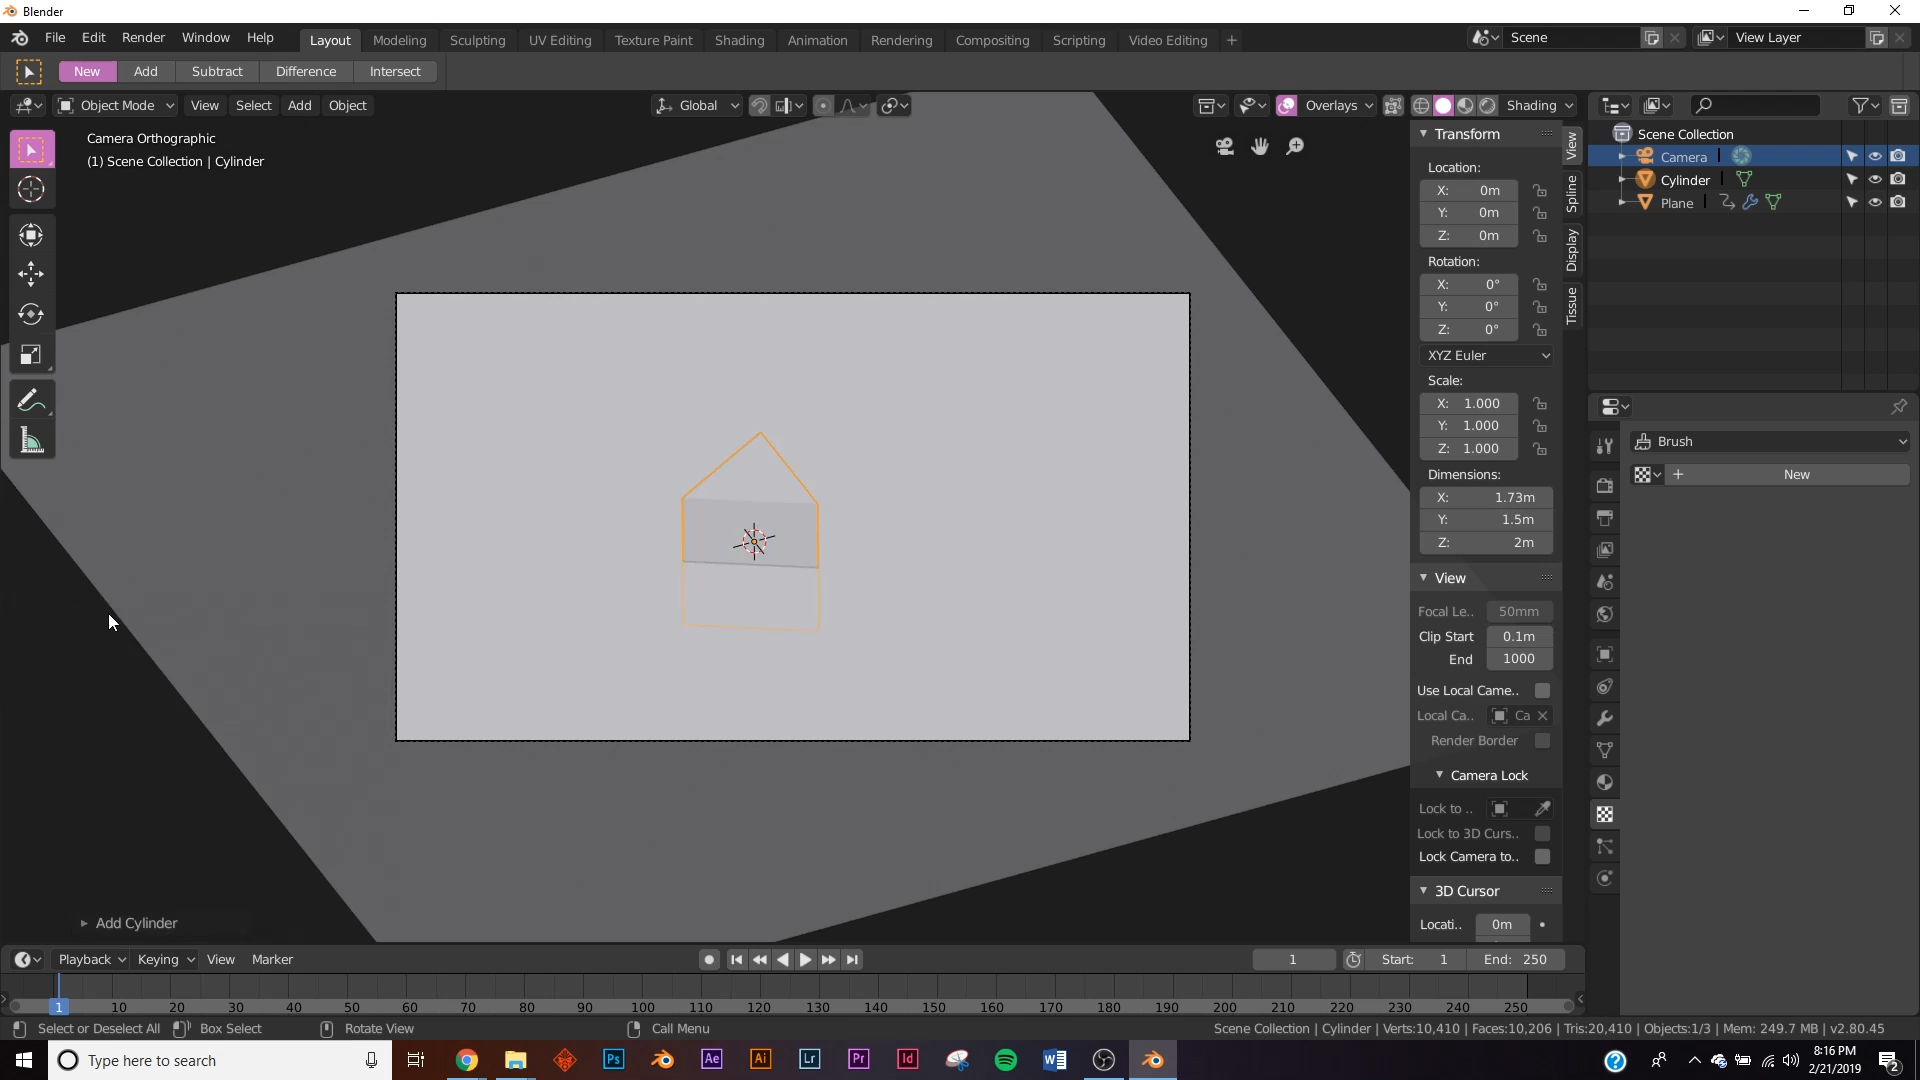 Blender
File Edit Render Window Help Layout Modeling Sculpting UV Editing Texture Paint Shading Animation Rendering Compositing Scripting Video Editing + Scene View Layer
New Add Subtract Difference Intersect
Object Mode View Select Add Object Global Overlays Shading
Camera Orthographic
(1) Scene Collection | Cylinder
Transform
Location:
X: 0m
Y: 0m
Z: 0m
Rotation:
X: 0°
Y: 0°
Z: 0°
XYZ Euler
Scale:
X: 1.000
Y: 1.000
Z: 1.000
Dimensions:
X: 1.73m
Y: 1.5m
Z: 2m
View
Focal Le.. 50mm
Clip Start 0.1m
End 1000
Use Local Came..
Local Ca.. Ca
Render Border
Camera Lock
Lock to ..
Lock to 3D Curs..
Lock Camera to..
3D Cursor
Locati.. 0m
View
Spline
Display
Tissue
Scene Collection
Camera
Cylinder
Plane
Brush
+ New
Add Cylinder
Playback Keying View Marker 1 Start: 1 End: 250
1 10 20 30 40 50 60 70 80 90 100 110 120 130 140 150 160 170 180 190 200 210 220 230 240 250
Select or Deselect All Box Select Rotate View Call Menu Scene Collection | Cylinder | Verts:10,410 | Faces:10,206 | Tris:20,410 | Objects:1/3 | Mem: 249.7 MB | v2.80.45
Type here to search Ps Ae Ai Lr Pr Id 8:16 PM
2/21/2019
2